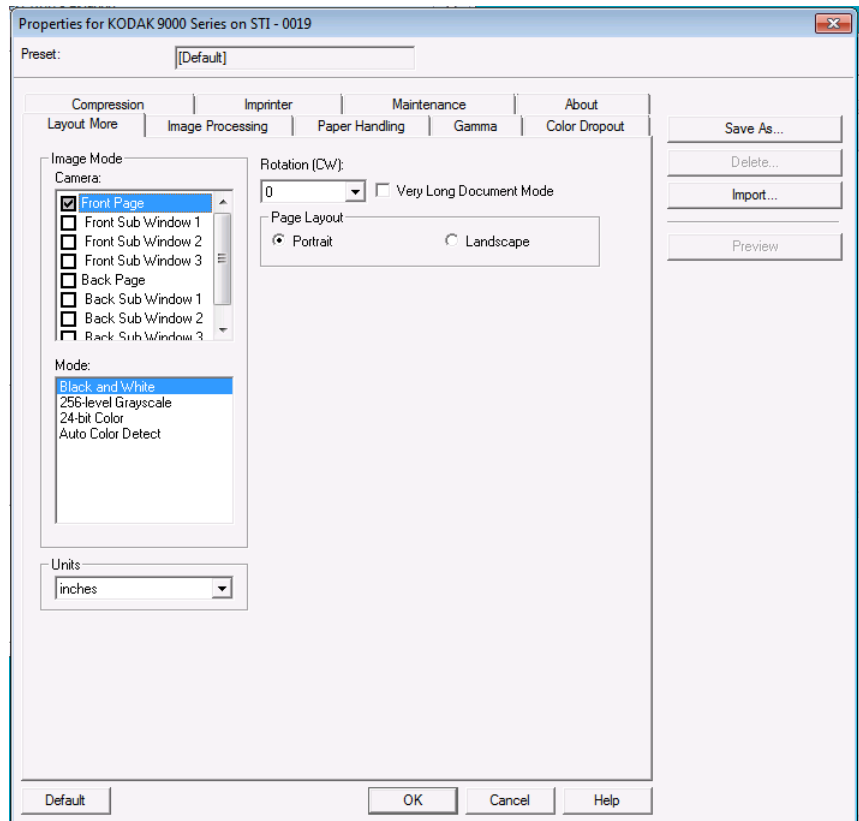 Properties for KODAK 9000 Series on STI - 0019
Preset:
[Default]
Compression
Imprinter
Maintenance
About
Layout More
Image Processing
Paper Handling
Gamma
Color Dropout
Image Mode
Camera:
Front Page
Front Sub Window 1
Front Sub Window 2
Front Sub Window 3
Back Page
Back Sub Window 1
Back Sub Window 2
Back Sub Window 3
Mode:
Black and White
256-level Grayscale
24-bit Color
Auto Color Detect
Units
inches
Rotation (CW):
0
Very Long Document Mode
Page Layout
Portrait
Landscape
Save As...
Delete...
Import...
Preview
Default
OK
Cancel
Help